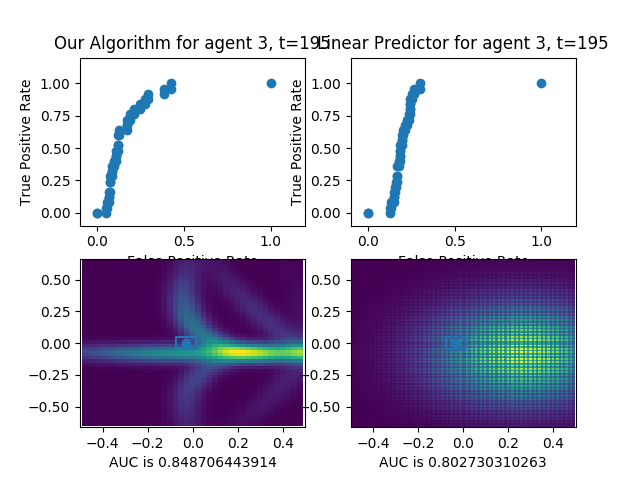 Our Algorithm for agent 3, t=195
Linear Predictor for agent 3, t=195
True Positive Rate
1.00
0.75
0.50
0.25
0.00
0.0 0.5 1.0
False Positive Rate
True Positive Rate
1.00
0.75
0.50
0.25
0.00
0.0 0.5 1.0
False Positive Rate
0.50
0.25
0.00
−0.25
−0.50
−0.4 −0.2 0.0 0.2 0.4
AUC is 0.848706443914
0.50
0.25
0.00
−0.25
−0.50
−0.4 −0.2 0.0 0.2 0.4
AUC is 0.802730310263